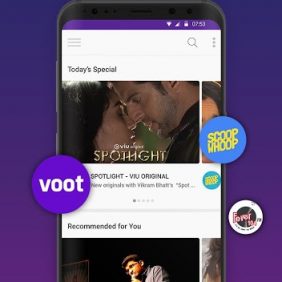 07:53
Today's Special
viu original
SPOTLIGHT
SPOTLIGHT - VIU ORIGINAL
New originals with Vikram Bhatt's "Spot ...
SCOOP
WHOOP
voot
Fever
Recommended for You